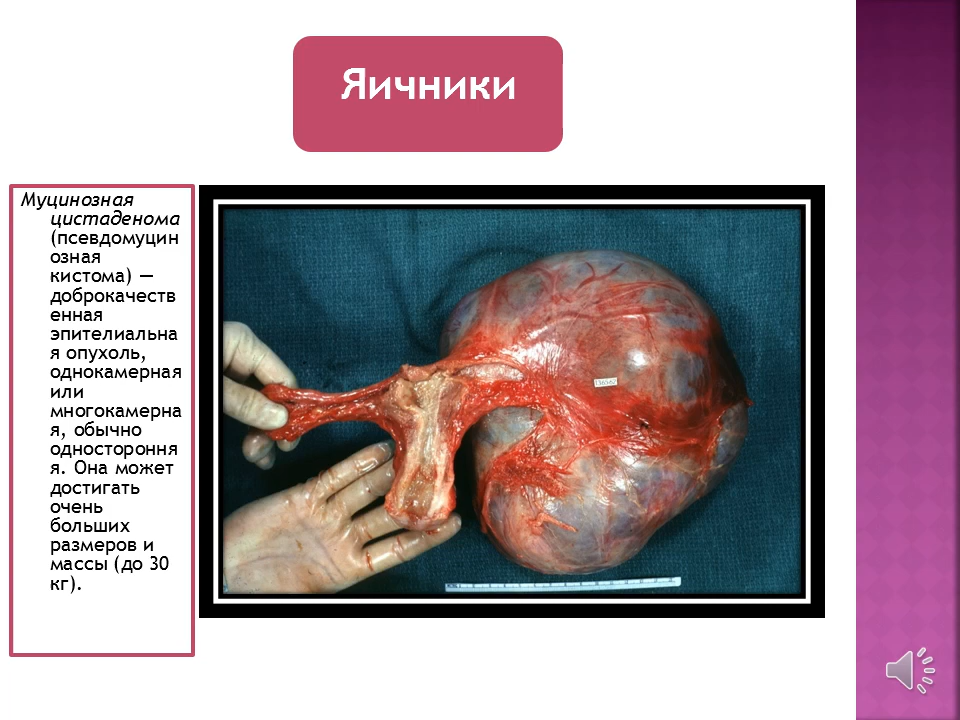 Яичники
Муцинозная
цистаденома
(псевдомуцин
озная
кистома) —
доброкачеств
енная
эпителиальна
я опухоль,
однокамерная
или
многокамерна
я, обычно
одностороння
я. Она может
достигать
очень
больших
размеров и
массы (до 30
кг).